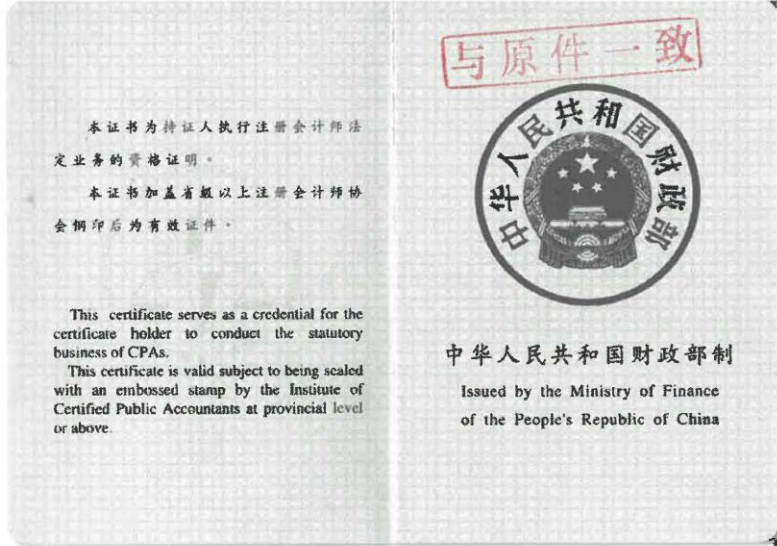 本证书为持证人执行注册会计师法
定业务的资格证明。
本证书加盖省级以上注册会计师协
会钢印后为有效证件。
This certificate serves as a credential for the
certificate holder to conduct the statutory
business of CPAs.
This certificate is valid subject to being sealed
with an embossed stamp by the Institute of
Certified Public Accountants at provincial level
or above.
与原件一致
中华人民共和国财政部
中华人民共和国财政部制
Issued by the Ministry of Finance
of the People's Republic of China